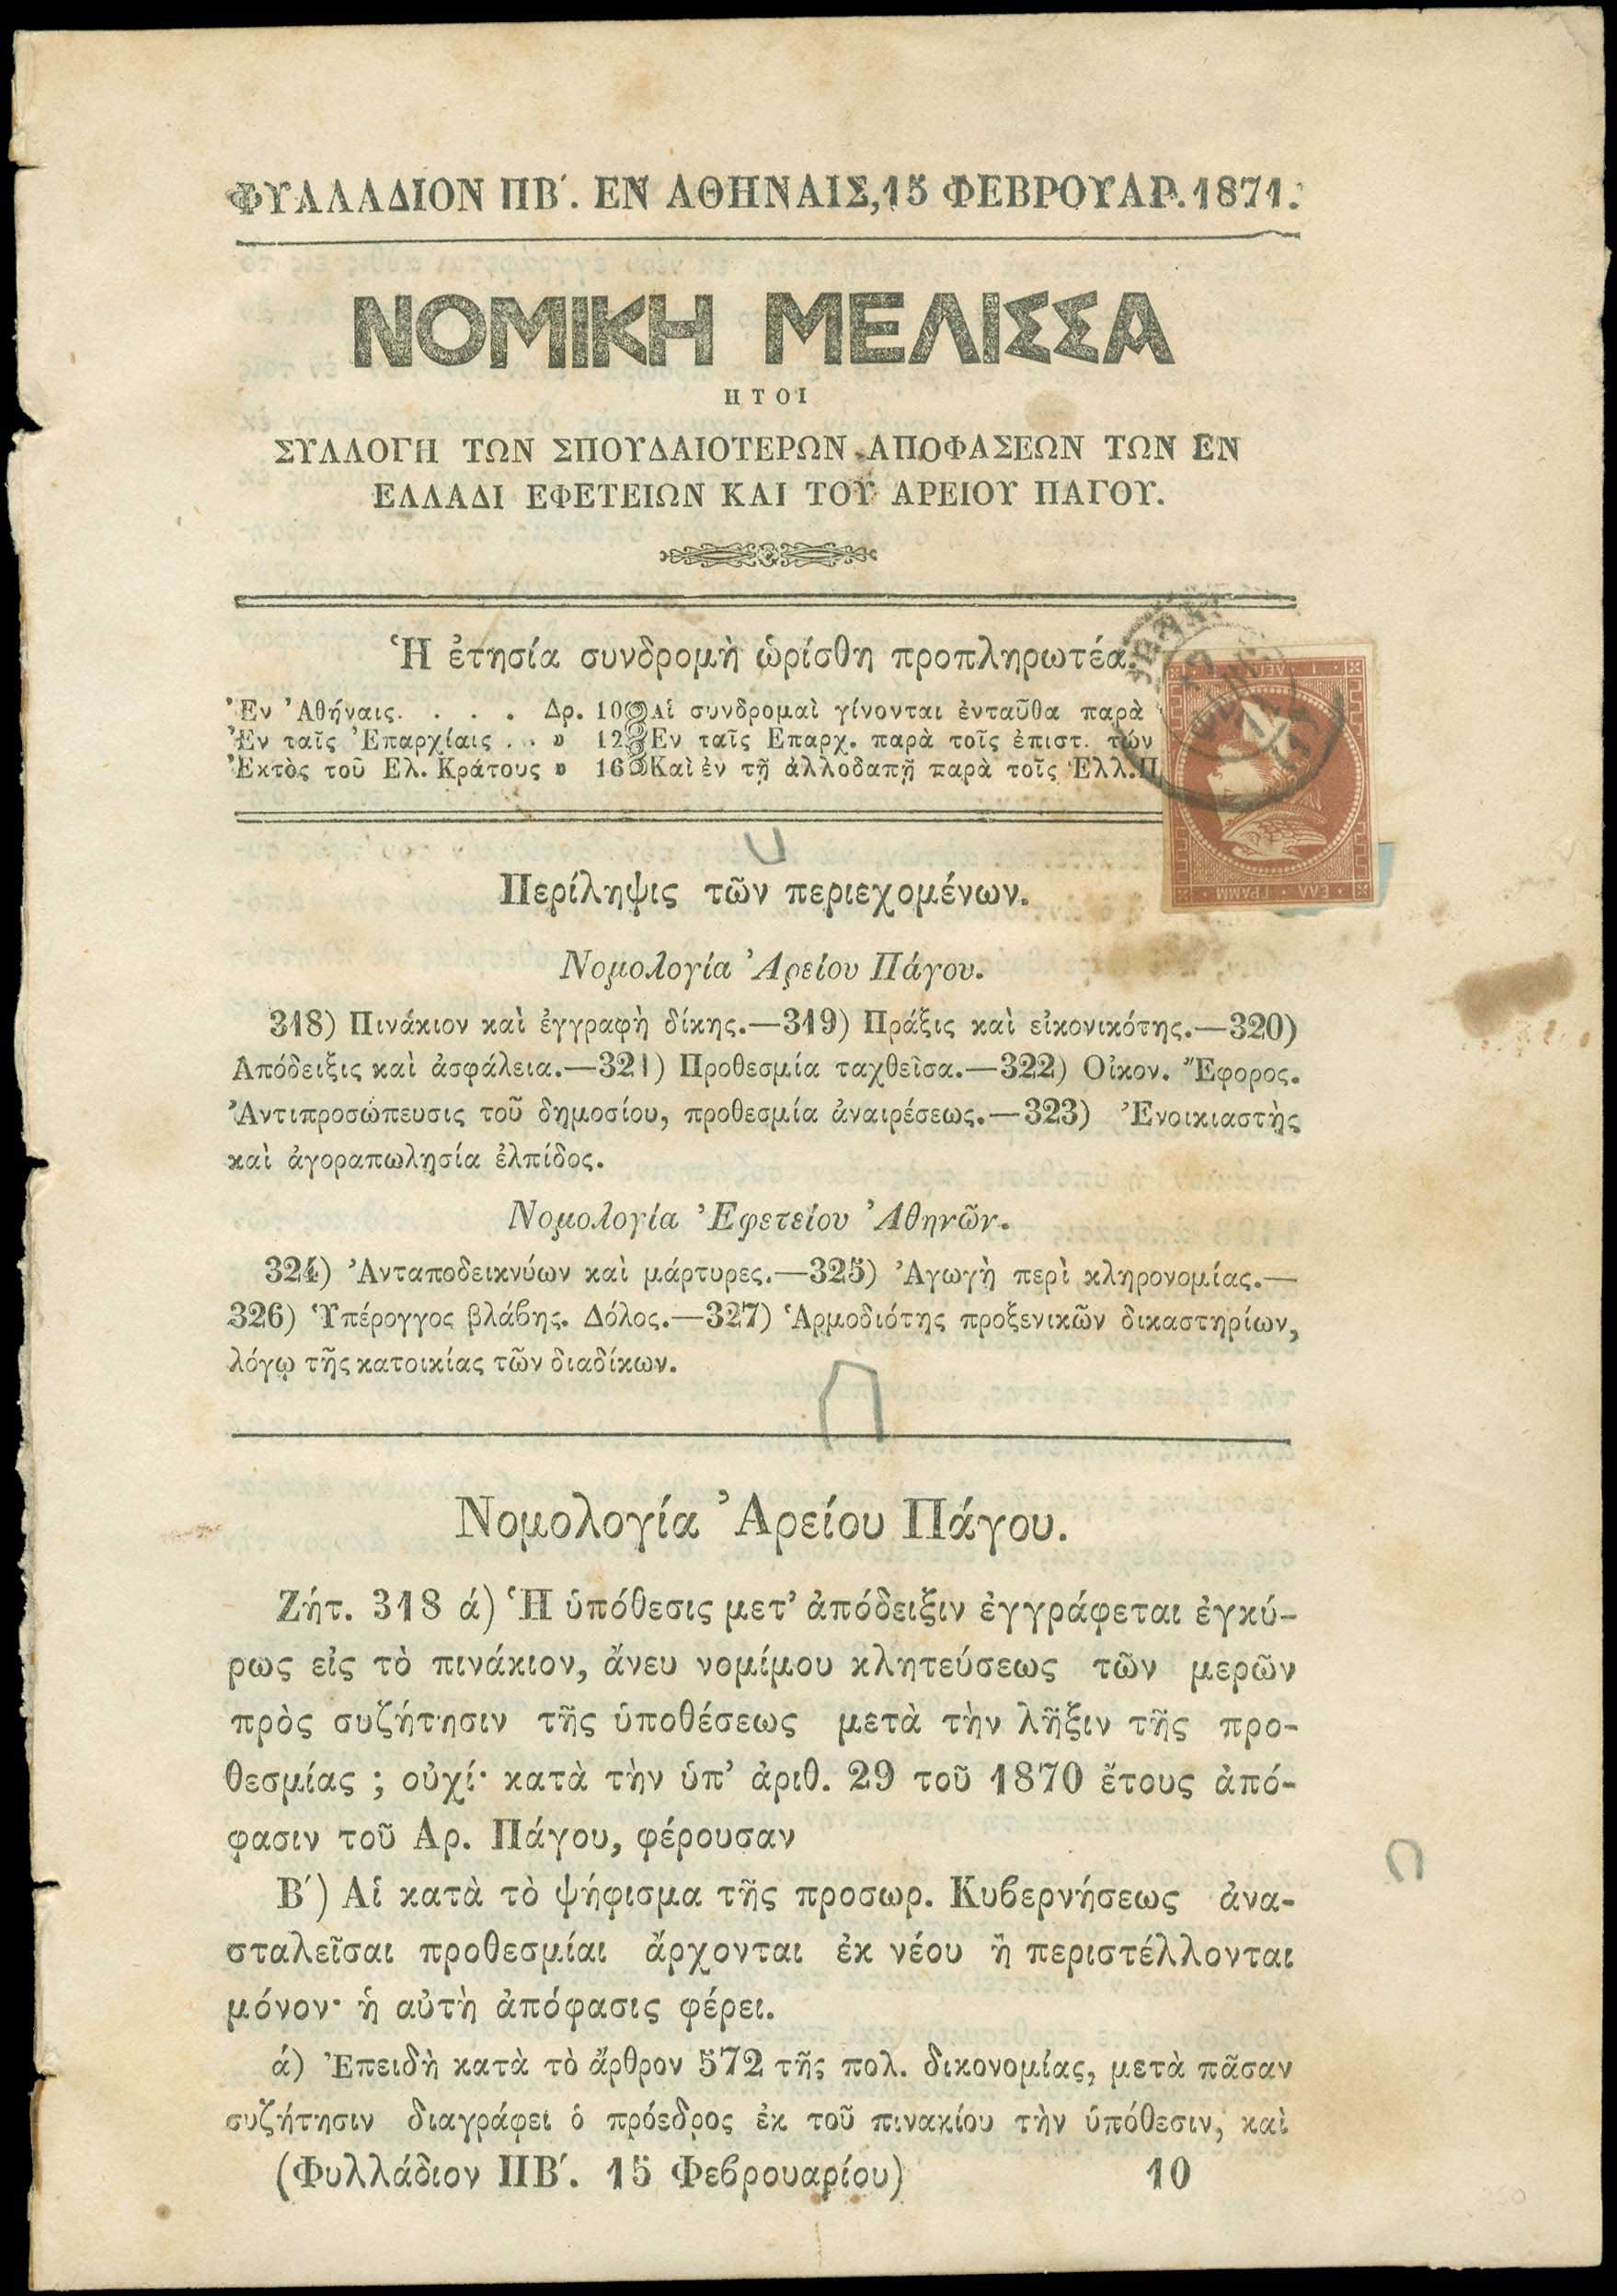 ΦΥΛΛΑΔΙΟΝ ΠΒ΄. ΕΝ ΑΘΗΝΑΙΣ, 15 ΦΕΒΡΟΥΑΡ. 1871.
ΝΟΜΙΚΗ ΜΕΛΙΣΣΑ
ΗΤΟΙ
ΣΥΛΛΟΓΗ ΤΩΝ ΣΠΟΥΔΑΙΟΤΕΡΩΝ ΑΠΟΦΑΣΕΩΝ ΤΩΝ ΕΝ
ΕΛΛΑΔΙ ΕΦΕΤΕΙΩΝ ΚΑΙ ΤΟΥ ΑΡΕΙΟΥ ΠΑΓΟΥ.
Ἡ ἐτησία συνδρομὴ ὡρίσθη προπληρωτέα.
Ἐν Ἀθήναις. . . . . Δρ. 10 Αἱ συνδρομαὶ γίνονται ἐνταῦθα παρὰ
Ἐν ταῖς Ἐπαρχίαις . . » 12 Ἐν ταῖς Επαρχ. παρὰ τοῖς ἐπιστ. τῶν
Ἐκτὸς τοῦ Ελ. Κράτους » 16 Καὶ ἐν τῇ ἀλλοδαπῇ παρὰ τοῖς Ἑλλ. Π
1 · ΛΕΠ
ΕΛΛ · ΓΡΑΜΜ
Περίληψις τῶν περιεχομένων.
Νομολογία Ἀρείου Πάγου.
318) Πινάκιον καὶ ἐγγραφὴ δίκης.—319) Πράξις καὶ εἰκονικότης.—320)
Απόδειξις καὶ ἀσφάλεια.—321) Προθεσμία ταχθεῖσα.—322) Οἰκον. Ἔφορος.
Ἀντιπροσώπευσις τοῦ δημοσίου, προθεσμία ἀναιρέσεως.—323) Ἐνοικιαστὴς
καὶ ἀγοραπωλησία ἐλπίδος.
Νομολογία Ἐφετείου Ἀθηνῶν.
324) Ἀνταποδεικνύων καὶ μάρτυρες.—325) Ἀγωγὴ περὶ κληρονομίας.—
326) Ὑπέρογγος βλάβης. Δόλος.—327) Ἁρμοδιότης προξενικῶν δικαστηρίων,
λόγῳ τῆς κατοικίας τῶν διαδίκων.
Νομολογία Ἀρείου Πάγου.
Ζήτ. 318 ά) Ἡ ὑπόθεσις μετ' ἀπόδειξιν ἐγγράφεται ἐγκύ-
ρως εἰς τὸ πινάκιον, ἄνευ νομίμου κλητεύσεως τῶν μερῶν
πρὸς συζήτησιν τῆς ὑποθέσεως μετὰ τὴν λῆξιν τῆς προ-
θεσμίας ; οὐχί· κατὰ τὴν ὑπ' ἀριθ. 29 τοῦ 1870 ἔτους ἀπό-
φασιν τοῦ Αρ. Πάγου, φέρουσαν
Β΄) Αἱ κατὰ τὸ ψήφισμα τῆς προσωρ. Κυβερνήσεως ἀνα-
σταλεῖσαι προθεσμίαι ἄρχονται ἐκ νέου ἢ περιστέλλονται
μόνον· ἡ αὐτὴ ἀπόφασις φέρει.
ά) Ἐπειδὴ κατὰ τὸ ἄρθρον 572 τῆς πολ. δικονομίας, μετὰ πᾶσαν
συζήτησιν διαγράφει ὁ πρόεδρος ἐκ τοῦ πινακίου τὴν ὑπόθεσιν, καὶ
(Φυλλάδιον ΠΒ΄. 15 Φεβρουαρίου) 10